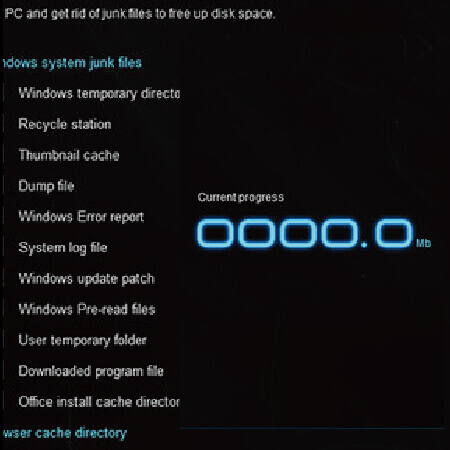 PC and get rid of junk files to free up disk space.
ndows system junk files
Windows temporary directo
Recycle station
Thumbnail cache
Dump file
Windows Error report
System log file
Windows update patch
Windows Pre-read files
User temporary folder
Downloaded program file
Office install cache director
wser cache directory
Current progress
0000.0 Mb